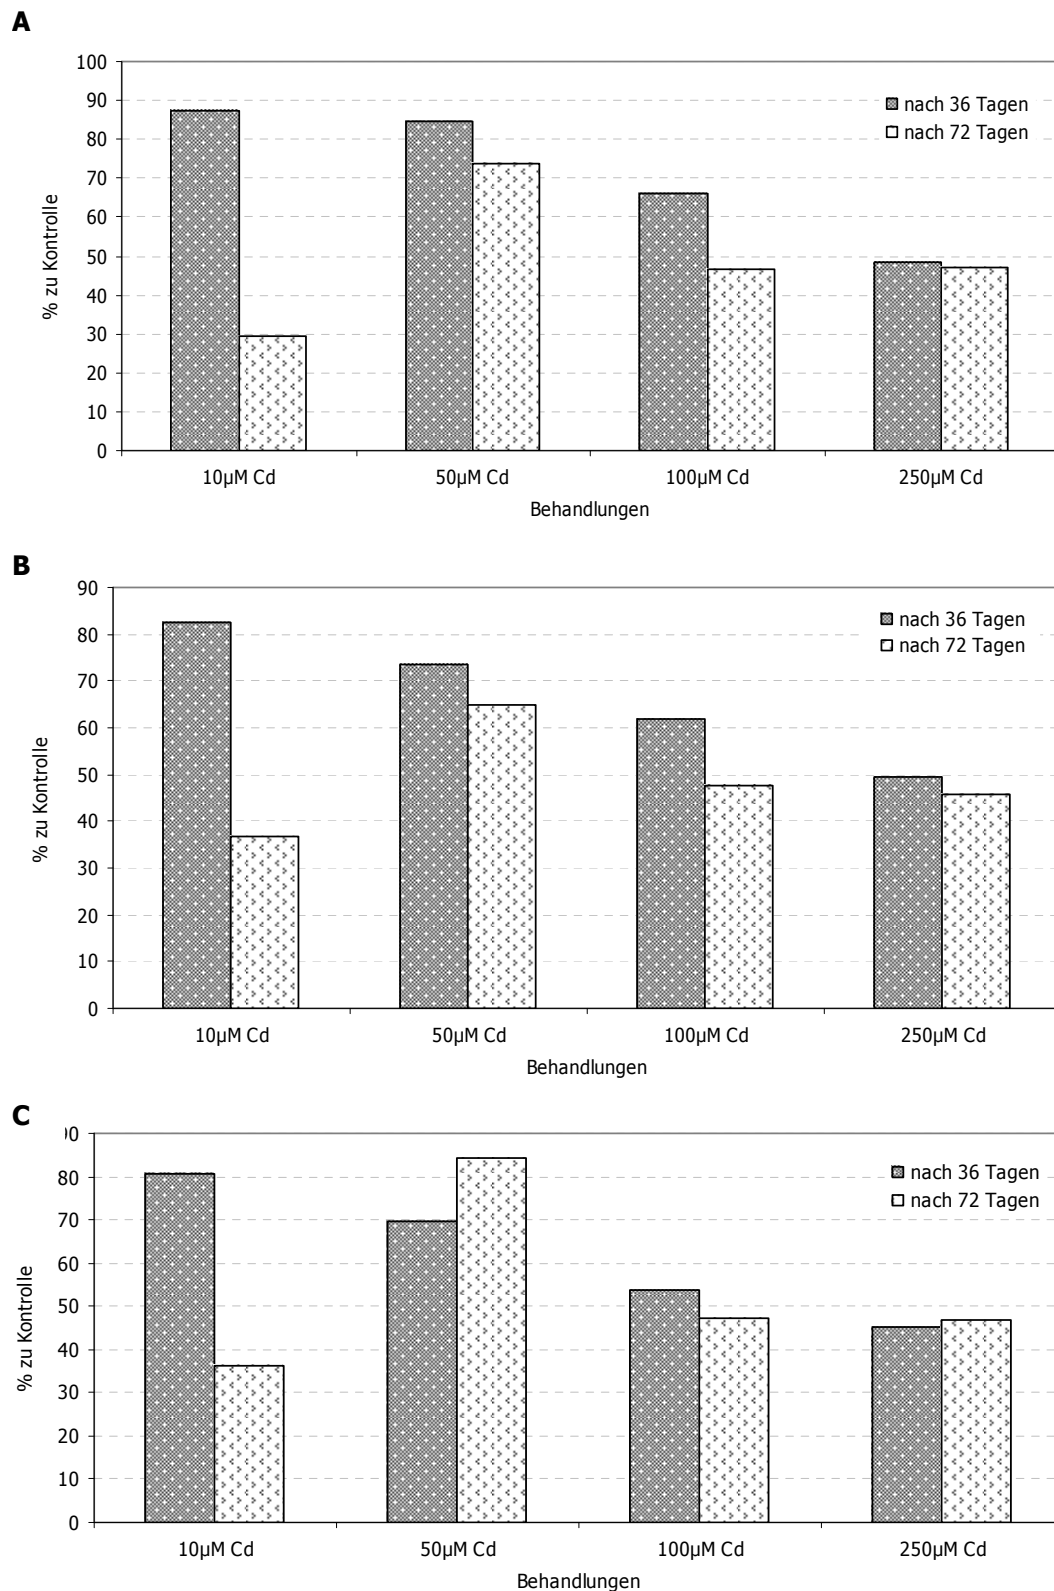 A
100
90
80
70
60
50
40
30
20
10
0
% zu Kontrolle
nach 36 Tagen
nach 72 Tagen
10µM Cd 50µM Cd 100µM Cd 250µM Cd
Behandlungen
B
90
80
70
60
50
40
30
20
10
0
% zu Kontrolle
nach 36 Tagen
nach 72 Tagen
10µM Cd 50µM Cd 100µM Cd 250µM Cd
Behandlungen
C
80
70
60
50
40
30
20
10
0
% zu Kontrolle
nach 36 Tagen
nach 72 Tagen
10µM Cd 50µM Cd 100µM Cd 250µM Cd
Behandlungen